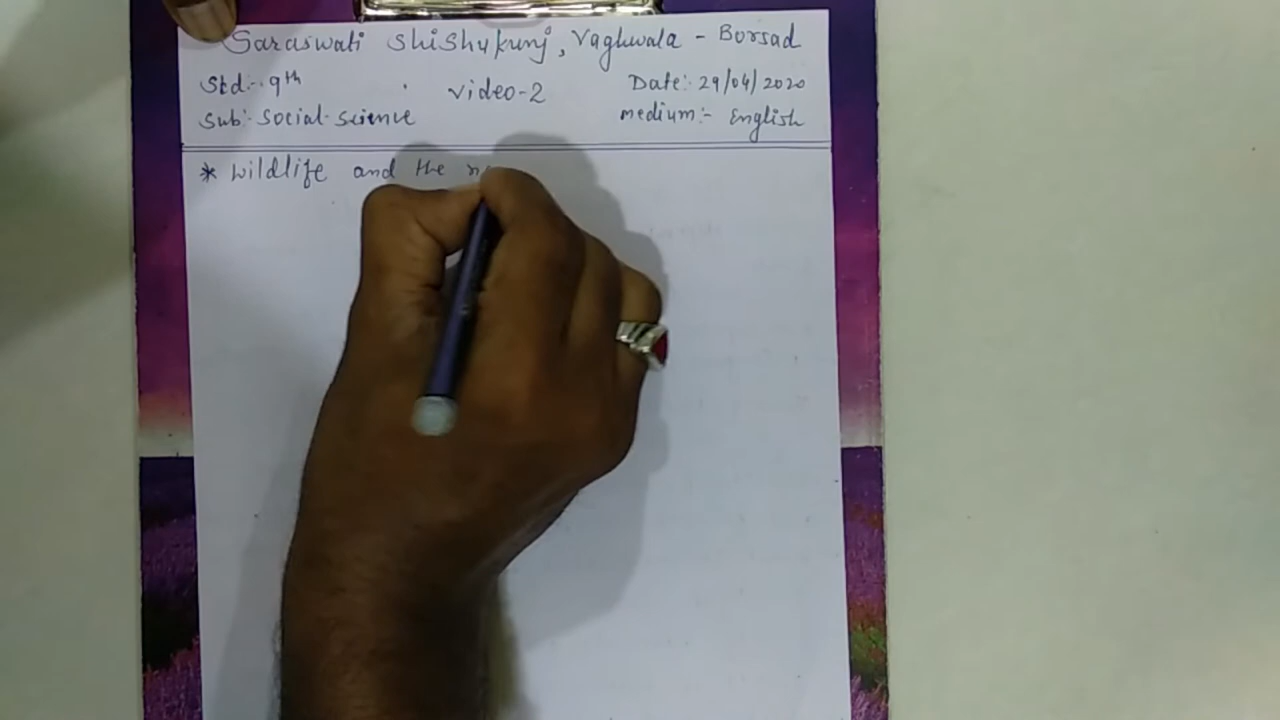 Saraswati Shishukunj, Vaghwala - Borsad
Std:- 9th video-2 Date:- 29/04/2020
Sub:- Social Science medium:- English
* Wildlife and the